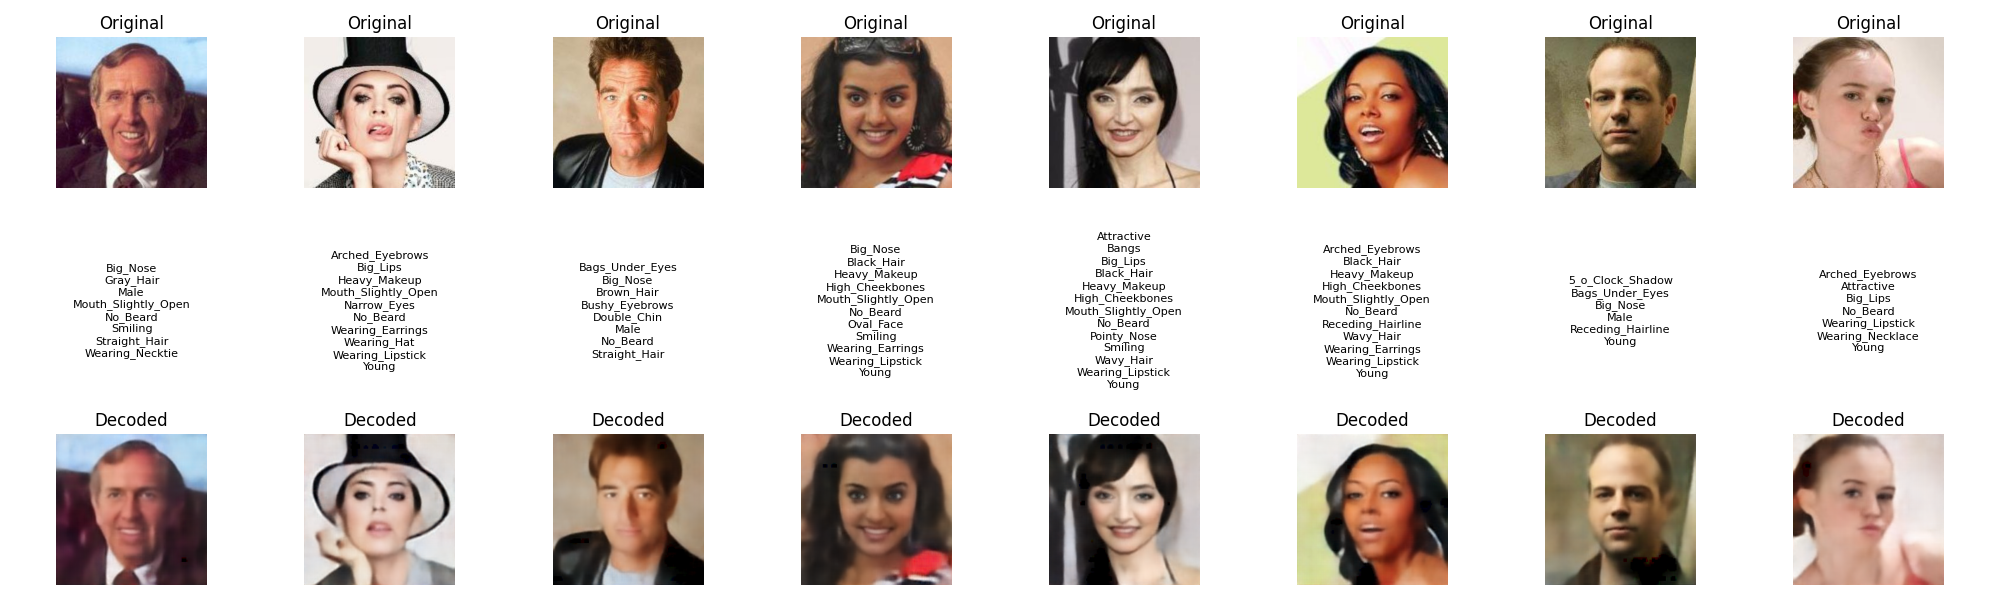 Original
Original
Original
Original
Original
Original
Original
Original
Big_Nose
Gray_Hair
Male
Mouth_Slightly_Open
No_Beard
Smiling
Straight_Hair
Wearing_Necktie
Arched_Eyebrows
Big_Lips
Heavy_Makeup
Mouth_Slightly_Open
Narrow_Eyes
No_Beard
Wearing_Earrings
Wearing_Hat
Wearing_Lipstick
Young
Bags_Under_Eyes
Big_Nose
Brown_Hair
Bushy_Eyebrows
Double_Chin
Male
No_Beard
Straight_Hair
Big_Nose
Black_Hair
Heavy_Makeup
High_Cheekbones
Mouth_Slightly_Open
No_Beard
Oval_Face
Smiling
Wearing_Earrings
Wearing_Lipstick
Young
Attractive
Bangs
Big_Lips
Black_Hair
Heavy_Makeup
High_Cheekbones
Mouth_Slightly_Open
No_Beard
Pointy_Nose
Smiling
Wavy_Hair
Wearing_Lipstick
Young
Arched_Eyebrows
Black_Hair
Heavy_Makeup
High_Cheekbones
Mouth_Slightly_Open
No_Beard
Receding_Hairline
Wavy_Hair
Wearing_Earrings
Wearing_Lipstick
Young
5_o_Clock_Shadow
Bags_Under_Eyes
Big_Nose
Male
Receding_Hairline
Young
Arched_Eyebrows
Attractive
Big_Lips
No_Beard
Wearing_Lipstick
Wearing_Necklace
Young
Decoded
Decoded
Decoded
Decoded
Decoded
Decoded
Decoded
Decoded